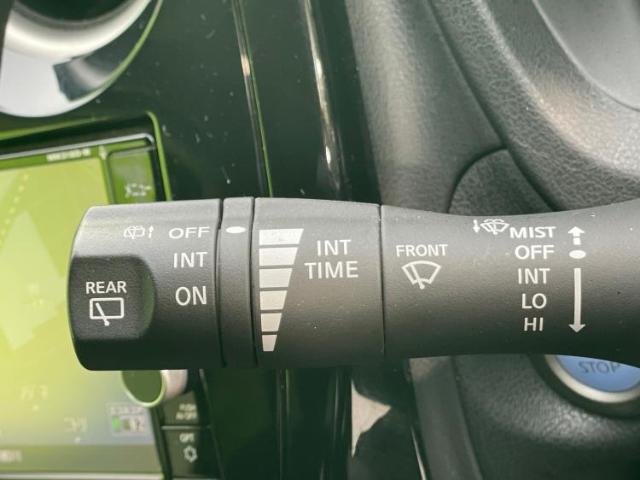 REAR
OFF
INT
ON
INT
TIME
FRONT
MIST
OFF
INT
LO
HI
STOP